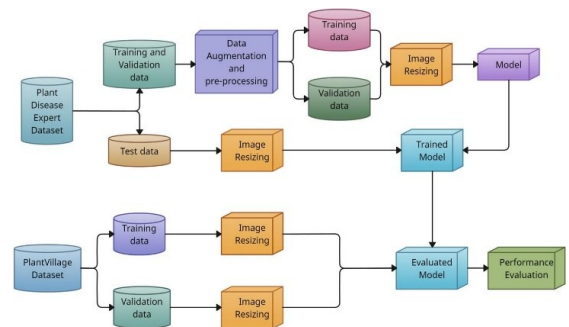 Training
data
Training and
Validation
data
Data
Augmentation
and
pre-processing
Image
Resizing
Model
Plant
Disease
Expert
Dataset
Validation
data
Test data
Image
Resizing
Trained
Model
Training
data
Image
Resizing
PlantVillage
Dataset
Evaluated
Model
Performance
Evaluation
Validation
data
Image
Resizing